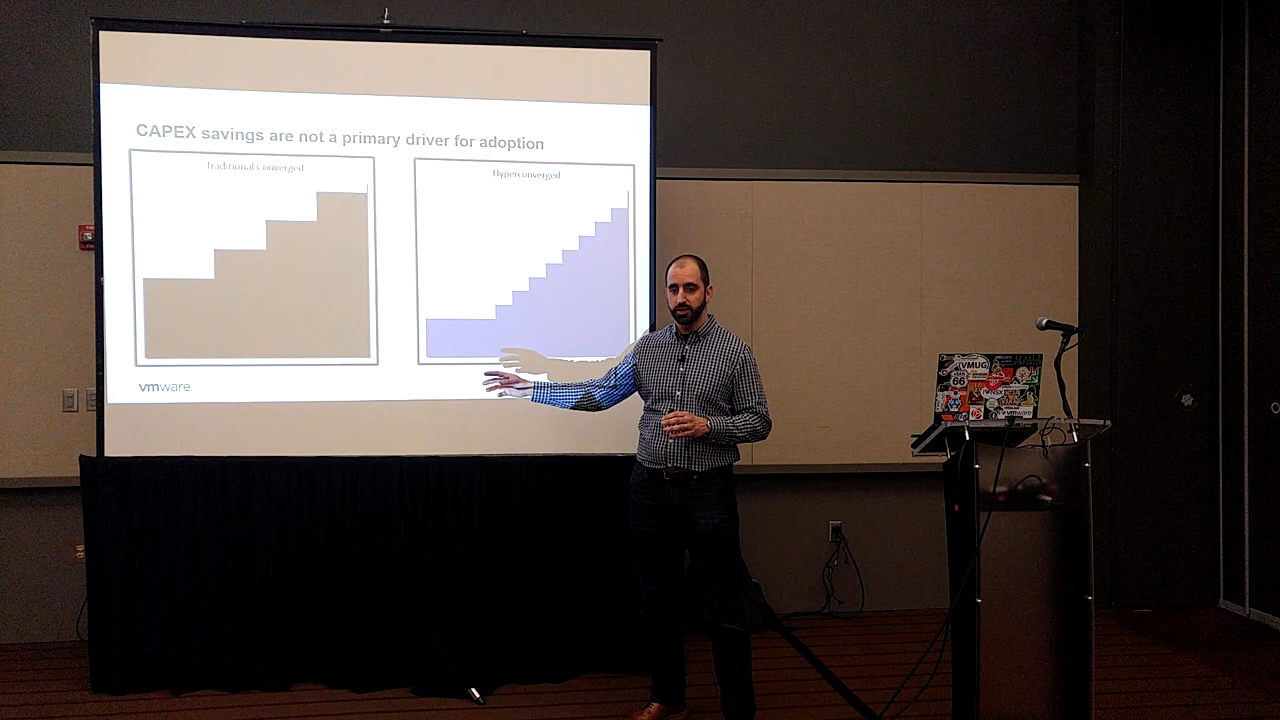 CAPEX savings are not a primary driver for adoption
Traditional Converged
Hyperconverged
vmware
VMUG
66
vmware